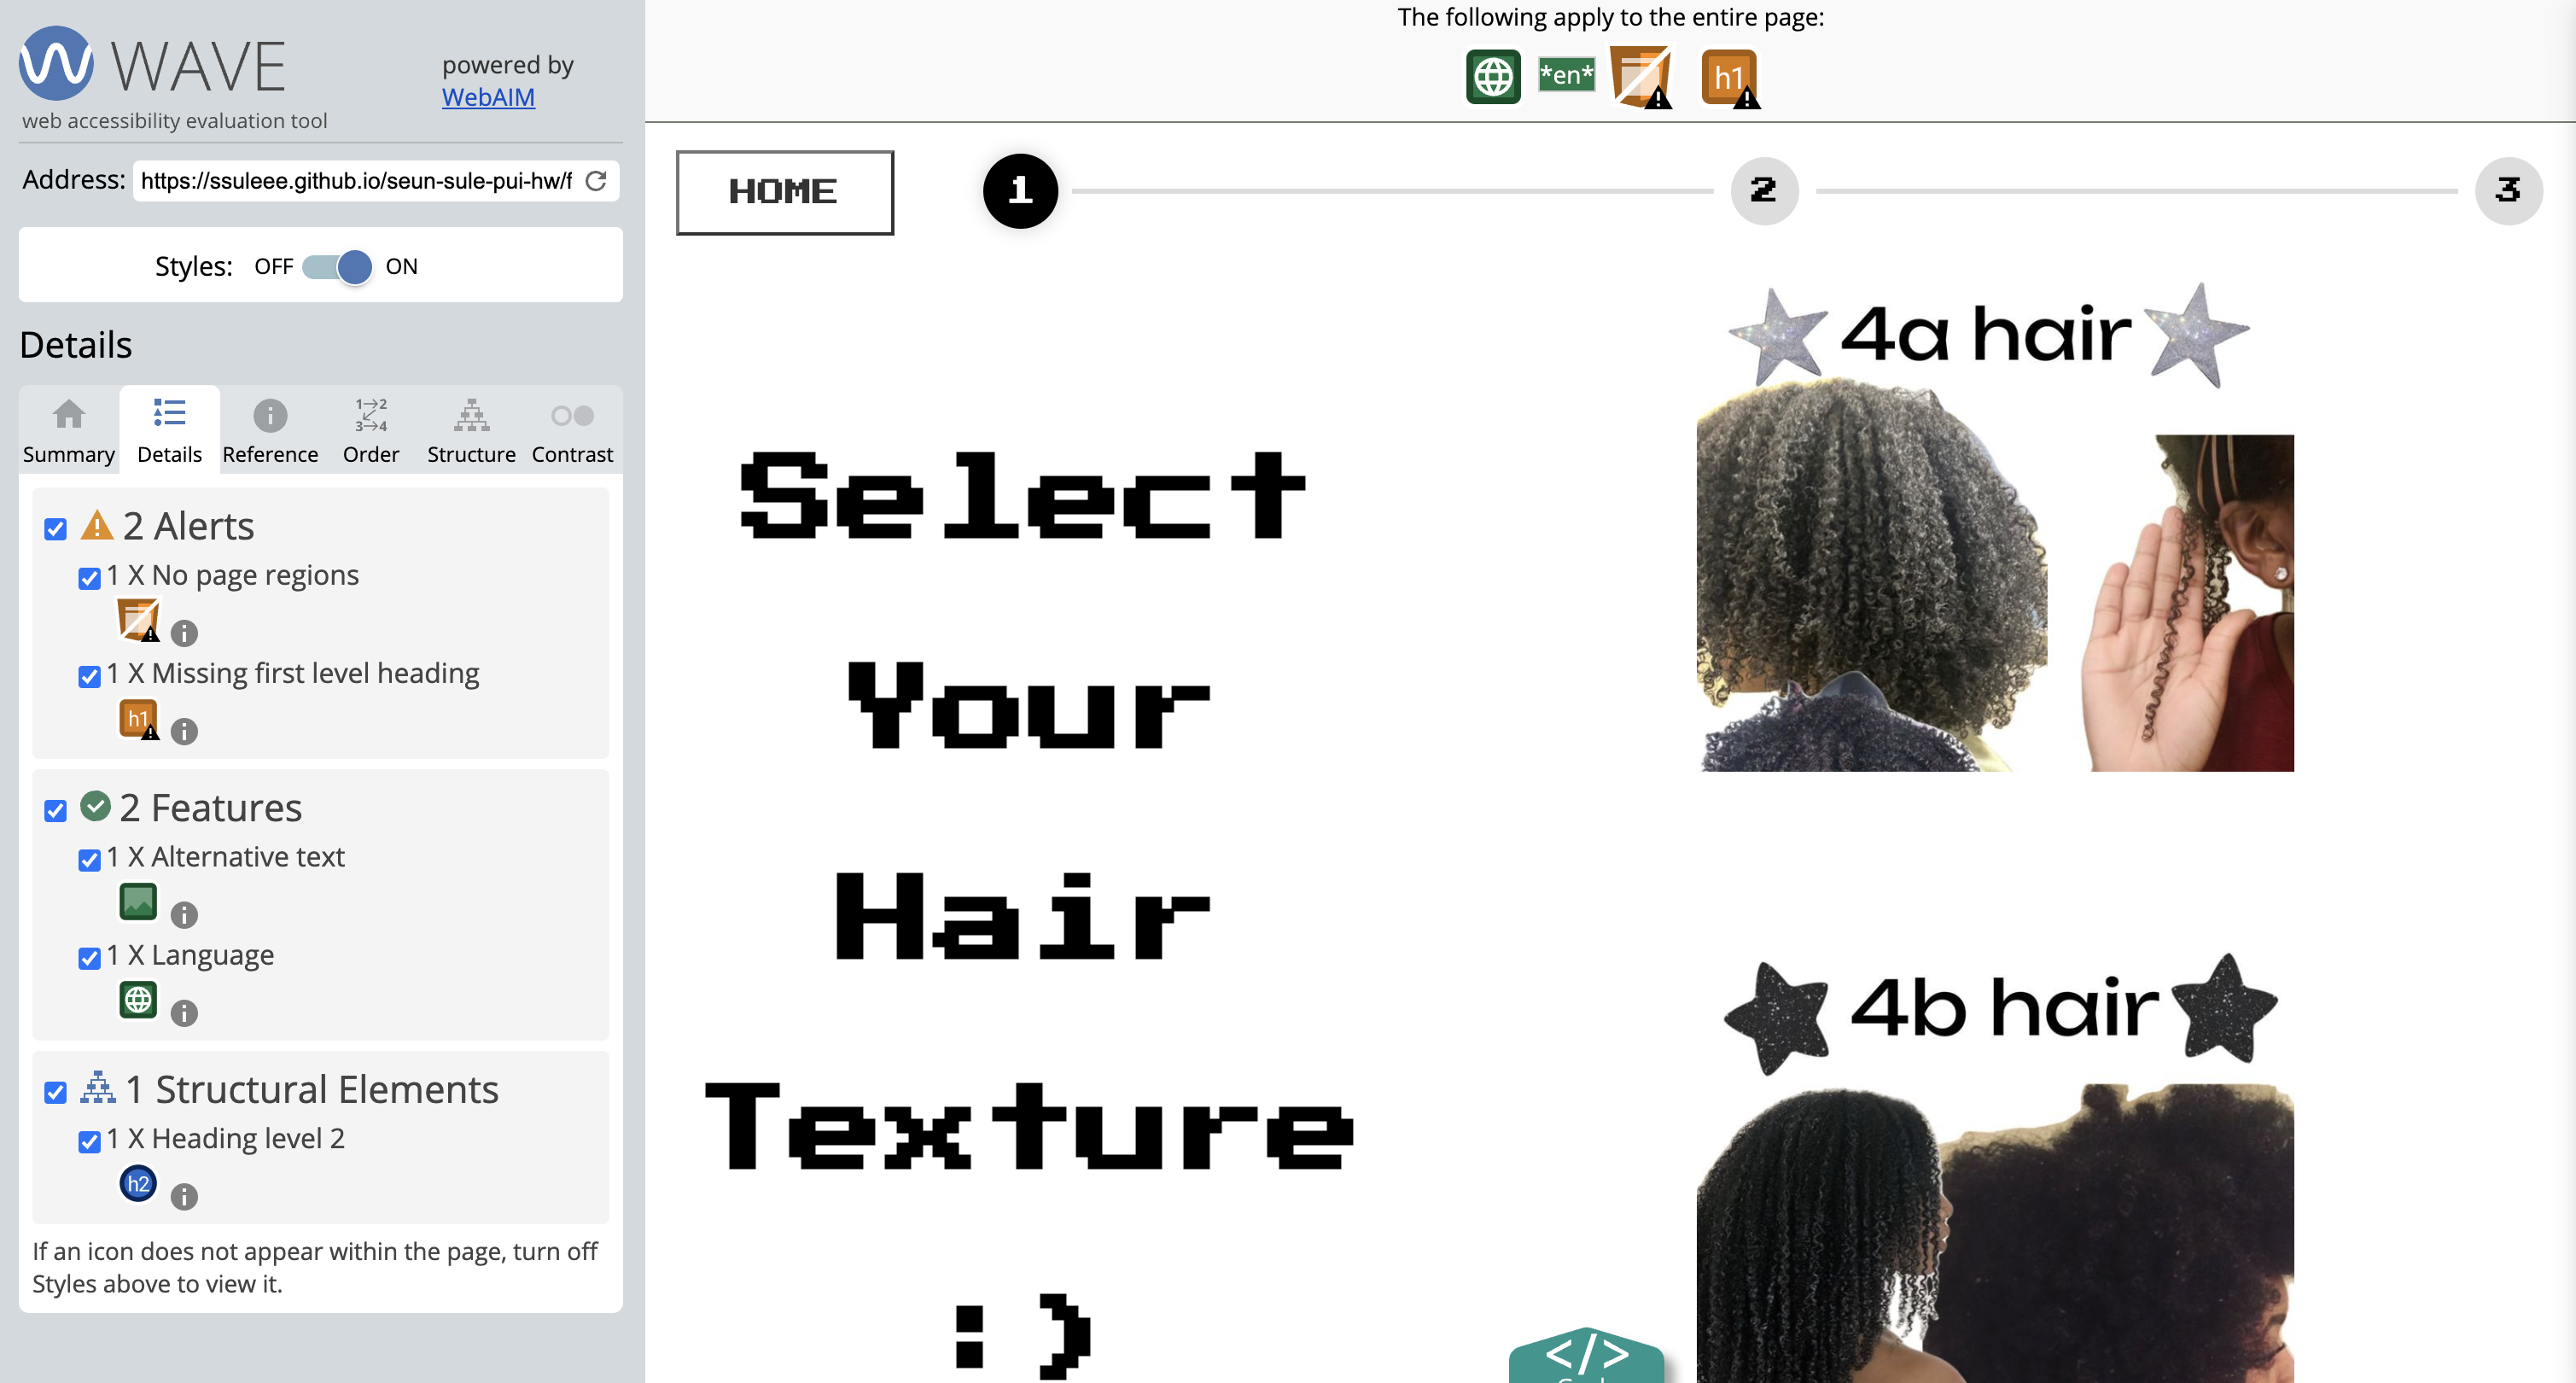 WAVE
powered by
WebAIM
web accessibility evaluation tool
Address: https://ssuleee.github.io/seun-sule-pui-hw/f
Styles: OFF ON
Details
Summary Details Reference Order Structure Contrast
1→2
3→4
2 Alerts
1 X No page regions
1 X Missing first level heading
h1
2 Features
1 X Alternative text
1 X Language
1 Structural Elements
1 X Heading level 2
h2
If an icon does not appear within the page, turn off
Styles above to view it.
The following apply to the entire page:
*en* h1
HOME 1 2 3
Select
Your
Hair
Texture
:)
4a hair
4b hair
</>